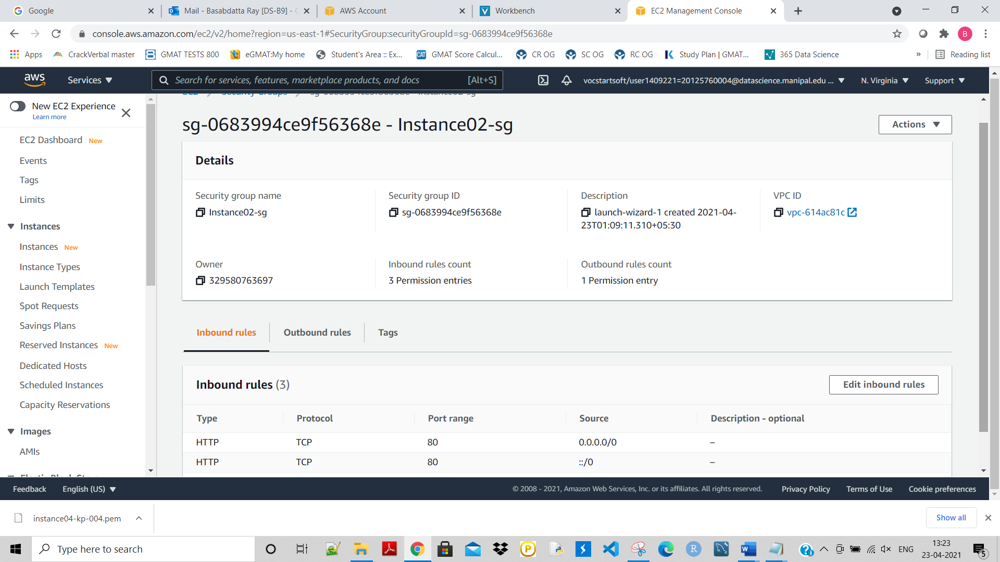 Google
Mail - Basabdatta Ray [DS-B9] -
AWS Account
Workbench
EC2 Management Console
console.aws.amazon.com/ec2/v2/home?region=us-east-1#SecurityGroup:securityGroupId=sg-0683994ce9f56368e
B
Apps
CrackVerbal master
GMAT TESTS 800
eGMAT:My home
Student's Area :: Ex...
GMAT Score Calcul...
CR OG
SC OG
RC OG
Study Plan | GMAT...
365 Data Science
»
Reading list
aws
Services
Search for services, features, marketplace products, and docs
[Alt+S]
vocstartsoft/user1409221=20125760004@datascience.manipal.edu ...
N. Virginia
Support
New EC2 Experience
Learn more
EC2 Dashboard New
Events
Tags
Limits
Instances
Instances New
Instance Types
Launch Templates
Spot Requests
Savings Plans
Reserved Instances New
Dedicated Hosts
Scheduled Instances
Capacity Reservations
Images
AMIs
EC2
Security Groups
sg-0683994ce9f56368e - Instance02-sg
sg-0683994ce9f56368e - Instance02-sg
Actions
Details
Security group name
Instance02-sg
Security group ID
sg-0683994ce9f56368e
Description
launch-wizard-1 created 2021-04-
23T01:09:11.310+05:30
VPC ID
vpc-614ac81c
Owner
329580763697
Inbound rules count
3 Permission entries
Outbound rules count
1 Permission entry
Inbound rules
Outbound rules
Tags
Inbound rules (3)
Edit inbound rules
Type Protocol Port range Source Description - optional
HTTP TCP 80 0.0.0.0/0 –
HTTP TCP 80 ::/0 –
Feedback
English (US)
© 2008 - 2021, Amazon Web Services, Inc. or its affiliates. All rights reserved.
Privacy Policy
Terms of Use
Cookie preferences
instance04-kp-004.pem
Show all
Type here to search
ENG
13:23
23-04-2021
5